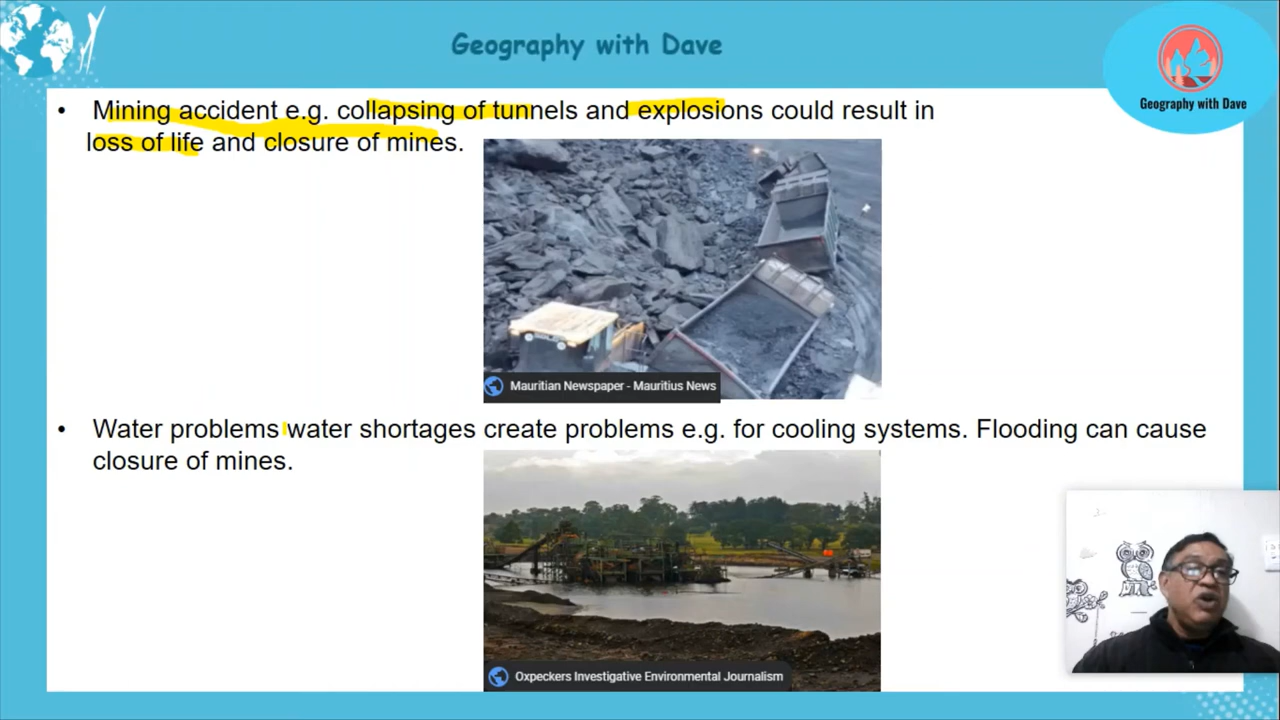 Geography with Dave
Geography with Dave
• Mining accident e.g. collapsing of tunnels and explosions could result in
loss of life and closure of mines.
Mauritian Newspaper - Mauritius News
• Water problems water shortages create problems e.g. for cooling systems. Flooding can cause
closure of mines.
Oxpeckers Investigative Environmental Journalism